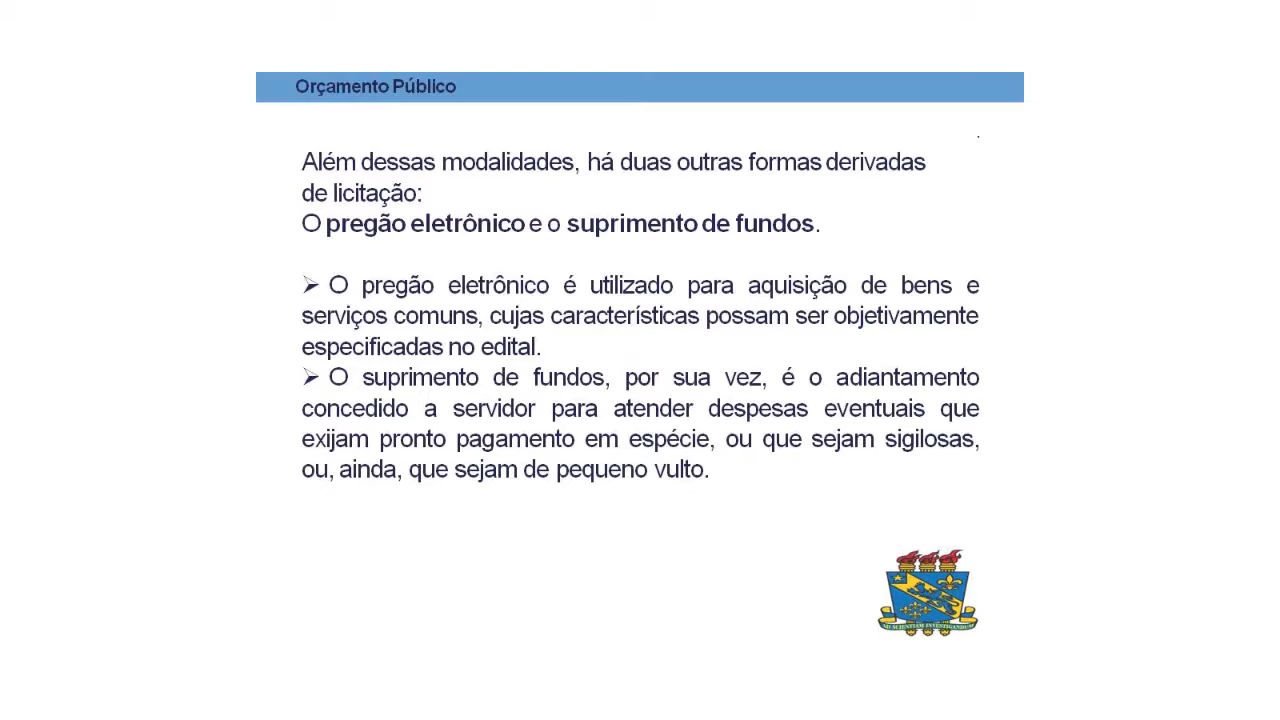 Orçamento Público
Além dessas modalidades, há duas outras formas derivadas
de licitação:
O pregão eletrônico e o suprimento de fundos.
➢ O pregão eletrônico é utilizado para aquisição de bens e
serviços comuns, cujas características possam ser objetivamente
especificadas no edital.
➢ O suprimento de fundos, por sua vez, é o adiantamento
concedido a servidor para atender despesas eventuais que
exijam pronto pagamento em espécie, ou que sejam sigilosas,
ou, ainda, que sejam de pequeno vulto.
SCIENTIAM INVESTIGANDUM